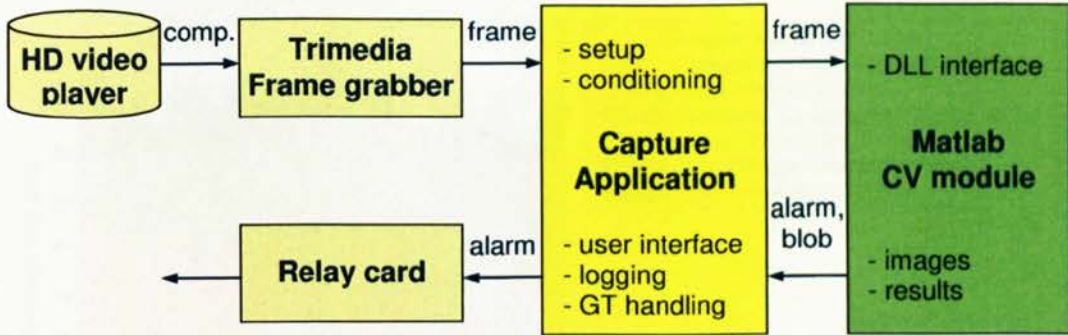 HD video
player
comp.
Trimedia
Frame grabber
frame
- setup
- conditioning
Capture
Application
- user interface
- logging
- GT handling
frame
- DLL interface
Matlab
CV module
- images
- results
alarm,
blob
alarm
Relay card